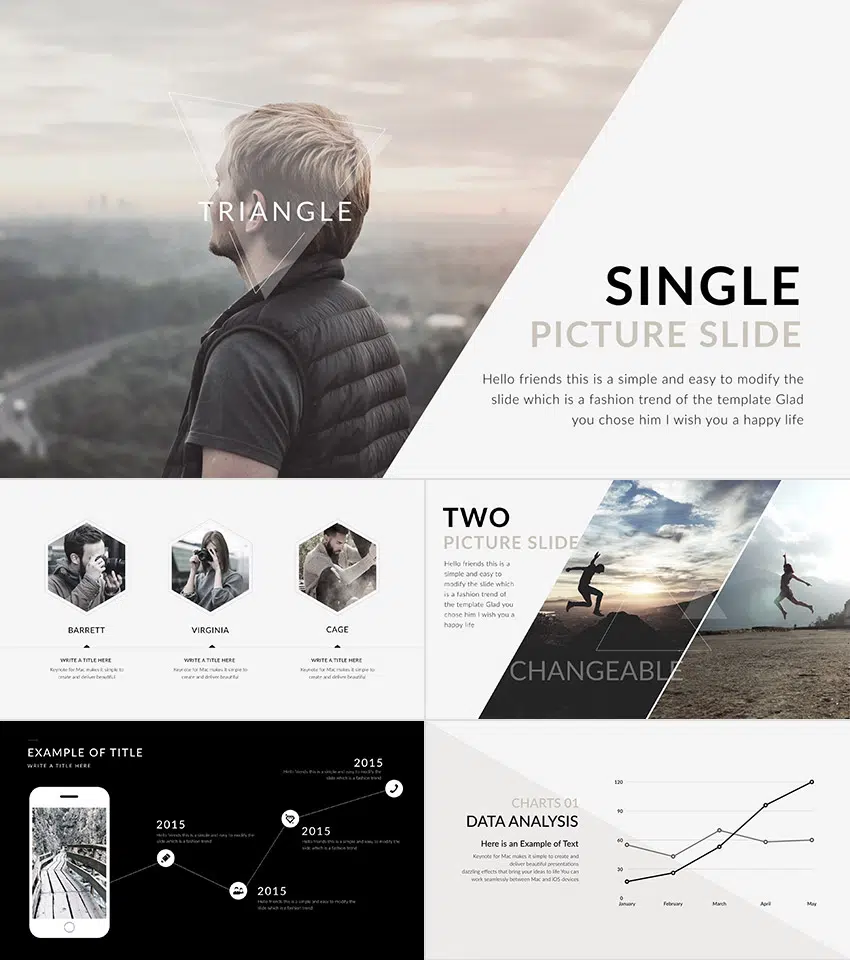 TRIANGLE
SINGLE
PICTURE SLIDE
Hello friends this is a simple and easy to modify the
slide which is a fashion trend of the template Glad
you chose him I wish you a happy life
BARRETT
WRITE A TITLE HERE
Keynote for Mac makes it simple to
create and deliver beautiful
VIRGINIA
WRITE A TITLE HERE
Keynote for Mac makes it simple to
create and deliver beautiful
CAGE
WRITE A TITLE HERE
Keynote for Mac makes it simple to
create and deliver beautiful
TWO
PICTURE SLIDE
Hello friends this is a
simple and easy to
modify the slide which
is a fashion trend of
the template Glad you
chose him I wish you a
happy life
CHANGEABLE
EXAMPLE OF TITLE
WRITE A TITLE HERE
2015
Hello friends this is a simple and easy to modify the
slide which is a fashion trend
2015
Hello friends this is a simple and easy to modify the
slide which is a fashion trend
2015
Hello friends this is a simple and easy to modify the
slide which is a fashion trend
2015
Hello friends this is a simple and easy to modify the
slide which is a fashion trend
CHARTS 01
DATA ANALYSIS
Here is an Example of Text
Keynote for Mac makes it simple to create and
deliver beautiful presentations
dazzling effects that bring your ideas to life You can
work seamlessly between Mac and iOS devices
120
90
60
30
0
January
February
March
April
May